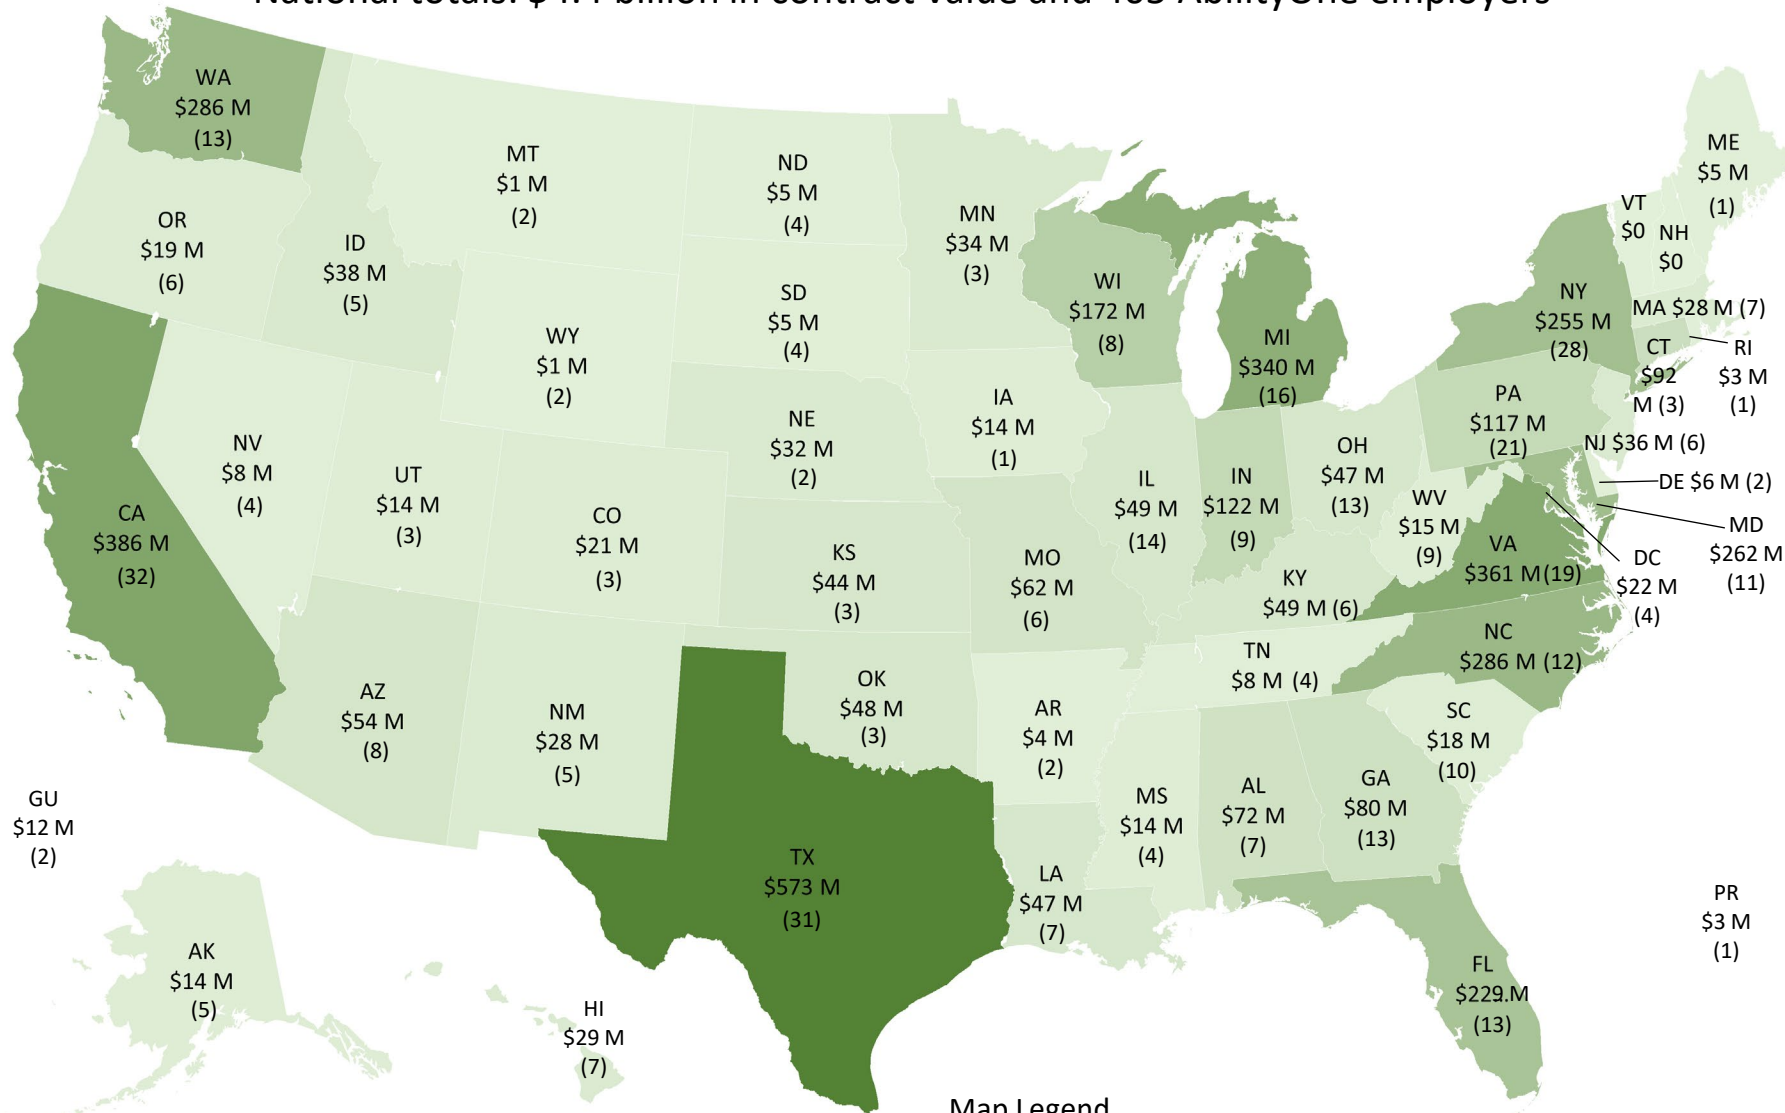 WA
$286 M
(13)
OR
$19 M
(6)
ID
$38 M
(5)
MT
$1 M
(2)
ND
$5 M
(4)
MN
$34 M
(3)
SD
$5 M
(4)
WY
$1 M
(2)
WI
$172 M
(8)
MI
$340 M
(16)
NY
$255 M
(28)
VT
$0
NH
$0
ME
$5 M
(1)
MA $28 M (7)
CT
$92
M (3)
RI
$3 M
(1)
PA
$117 M
(21)
NJ $36 M (6)
DE $6 M (2)
MD
$262 M
(11)
DC
$22 M
(4)
CA
$386 M
(32)
NV
$8 M
(4)
UT
$14 M
(3)
CO
$21 M
(3)
NE
$32 M
(2)
IA
$14 M
(1)
KS
$44 M
(3)
MO
$62 M
(6)
IL
$49 M
(14)
IN
$122 M
(9)
OH
$47 M
(13)
WV
$15 M
(9)
VA
$361 M(19)
KY
$49 M (6)
NC
$286 M (12)
TN
$8 M (4)
SC
$18 M
(10)
AZ
$54 M
(8)
NM
$28 M
(5)
OK
$48 M
(3)
AR
$4 M
(2)
MS
$14 M
(4)
AL
$72 M
(7)
GA
$80 M
(13)
TX
$573 M
(31)
LA
$47 M
(7)
FL
$229 M
(13)
GU
$12 M
(2)
AK
$14 M
(5)
HI
$29 M
(7)
PR
$3 M
(1)
Map Legend